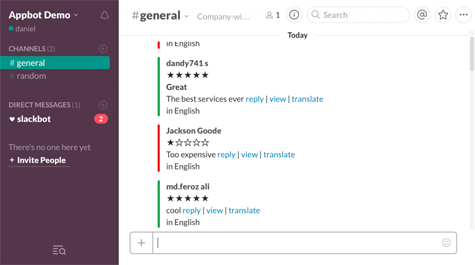 Appbot Demo
daniel
CHANNELS (2)
# general
# random
DIRECT MESSAGES (1)
slackbot
2
There's no one here yet
+ Invite People
#general
Company-wi...
1
Search
Today
in English
dandy741 s
★★★★★
Great
The best services ever reply | view | translate
in English
Jackson Goode
★☆☆☆☆
Too expensive reply | view | translate
in English
md.feroz ali
★★★★★
cool reply | view | translate
in English